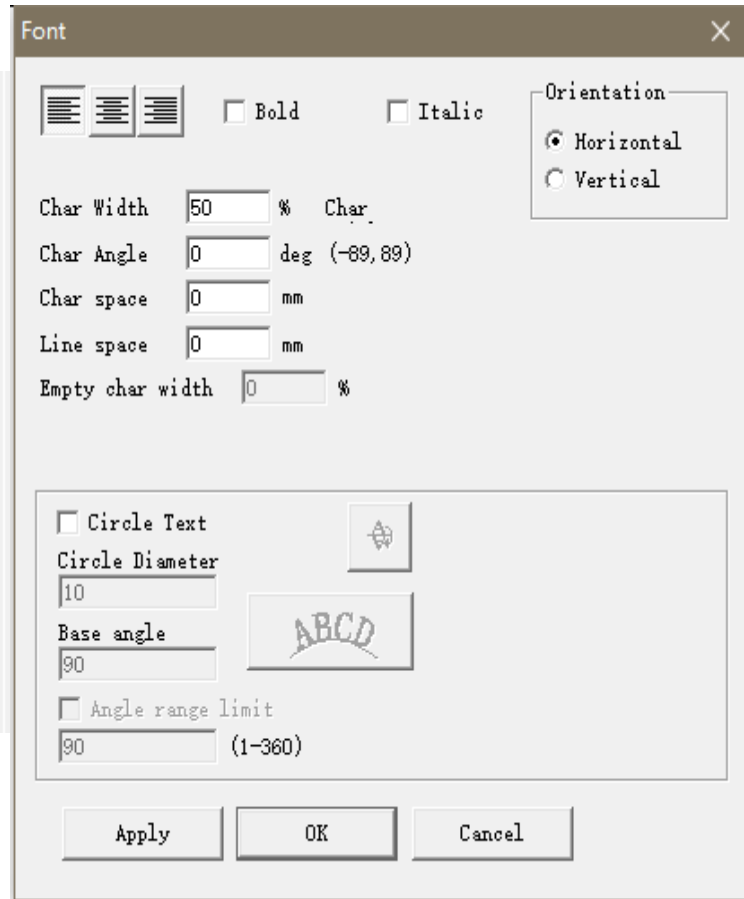 Font
Bold
Italic
Orientation
Horizontal
Vertical
Char Width 50 % Char
Char Angle 0 deg (-89,89)
Char space 0 mm
Line space 0 mm
Empty char width 0 %
Circle Text
Circle Diameter
10
Base angle
90
ABCD
Angle range limit
90 (1-360)
Apply OK Cancel